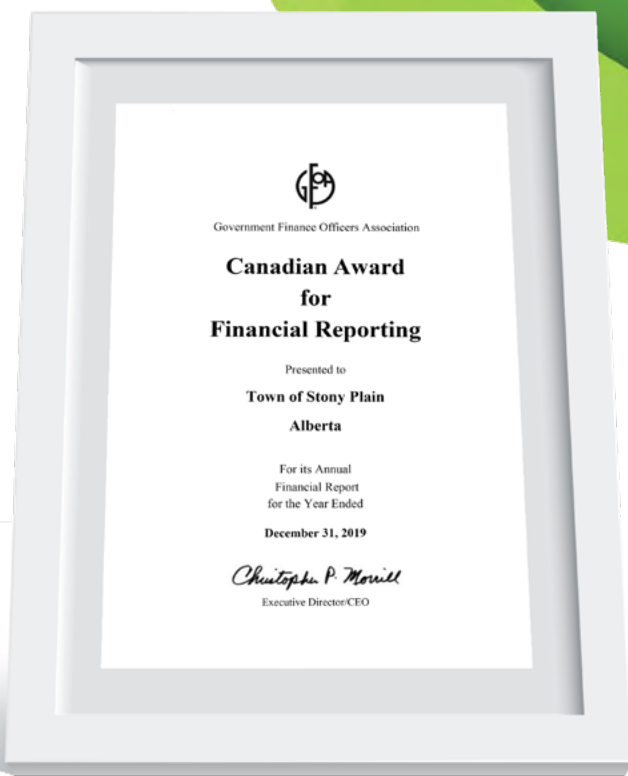 GFOA
Government Finance Officers Association
Canadian Award
for
Financial Reporting
Presented to
Town of Stony Plain
Alberta
For its Annual
Financial Report
for the Year Ended
December 31, 2019
Christopher P. Morrill
Executive Director/CEO